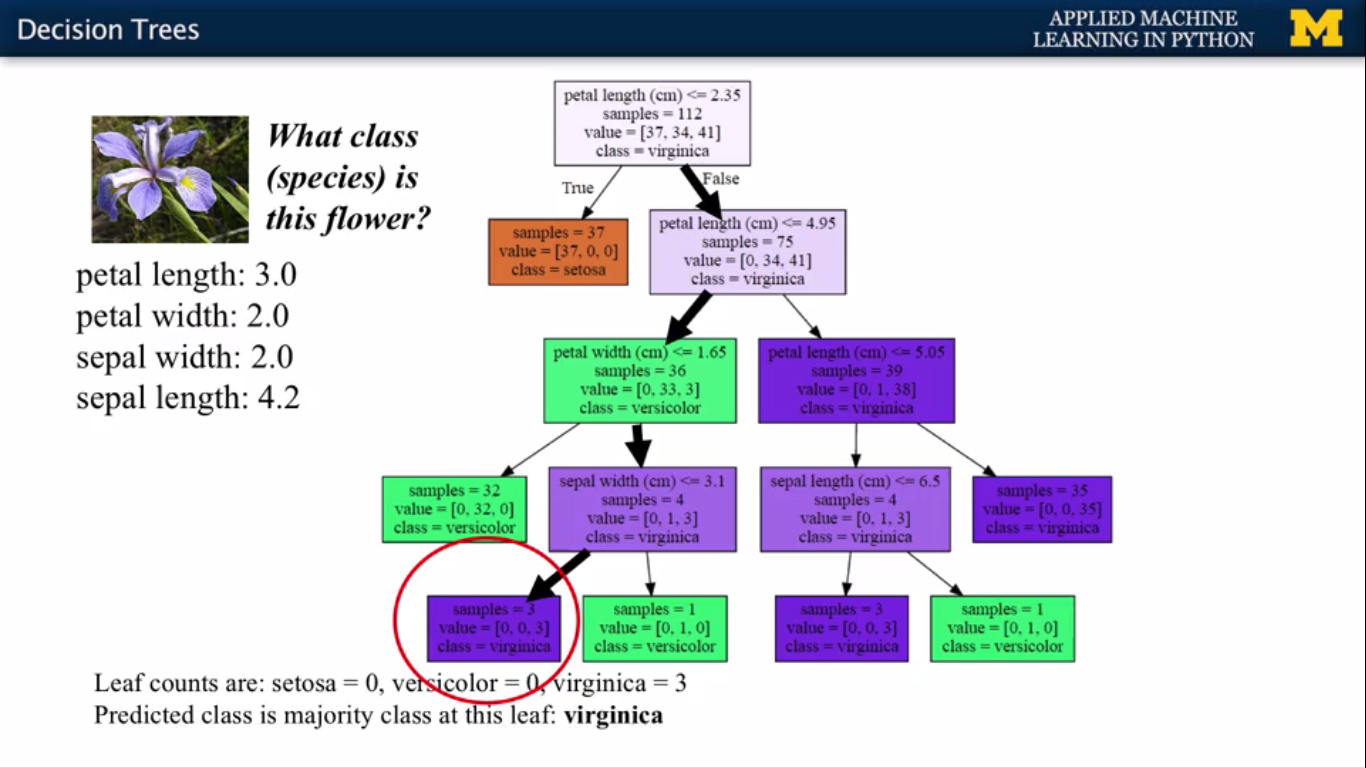 Decision Trees
APPLIED MACHINE
LEARNING IN PYTHON
M
What class
(species) is
this flower?
petal length: 3.0
petal width: 2.0
sepal width: 2.0
sepal length: 4.2
petal length (cm) <= 2.35
samples = 112
value = [37, 34, 41]
class = virginica
True
False
samples = 37
value = [37, 0, 0]
class = setosa
petal length (cm) <= 4.95
samples = 75
value = [0, 34, 41]
class = virginica
petal width (cm) <= 1.65
samples = 36
value = [0, 33, 3]
class = versicolor
petal length (cm) <= 5.05
samples = 39
value = [0, 1, 38]
class = virginica
samples = 32
value = [0, 32, 0]
class = versicolor
sepal width (cm) <= 3.1
samples = 4
value = [0, 1, 3]
class = virginica
sepal length (cm) <= 6.5
samples = 4
value = [0, 1, 3]
class = virginica
samples = 35
value = [0, 0, 35]
class = virginica
samples = 3
value = [0, 0, 3]
class = virginica
samples = 1
value = [0, 1, 0]
class = versicolor
samples = 3
value = [0, 0, 3]
class = virginica
samples = 1
value = [0, 1, 0]
class = versicolor
Leaf counts are: setosa = 0, versicolor = 0, virginica = 3
Predicted class is majority class at this leaf: virginica